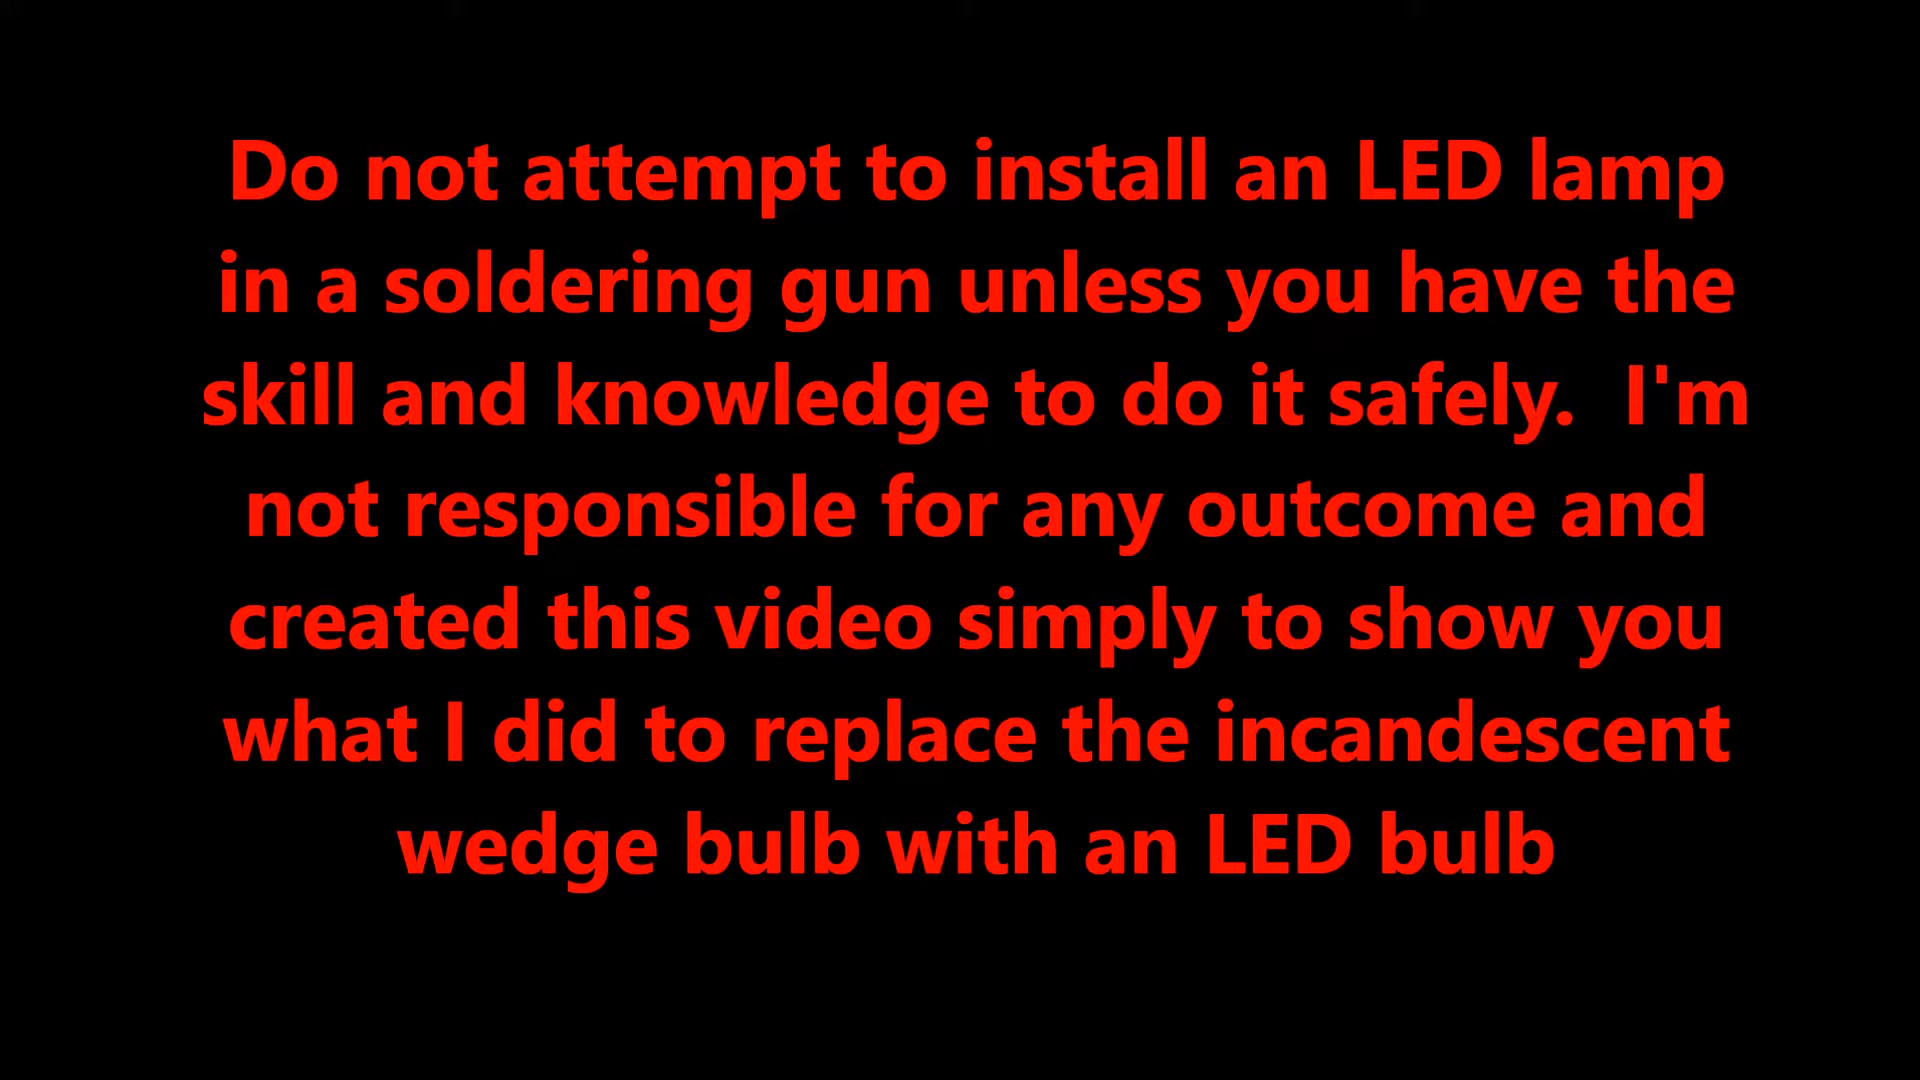 Do not attempt to install an LED lamp
in a soldering gun unless you have the
skill and knowledge to do it safely.  I'm
not responsible for any outcome and
created this video simply to show you
what I did to replace the incandescent
wedge bulb with an LED bulb